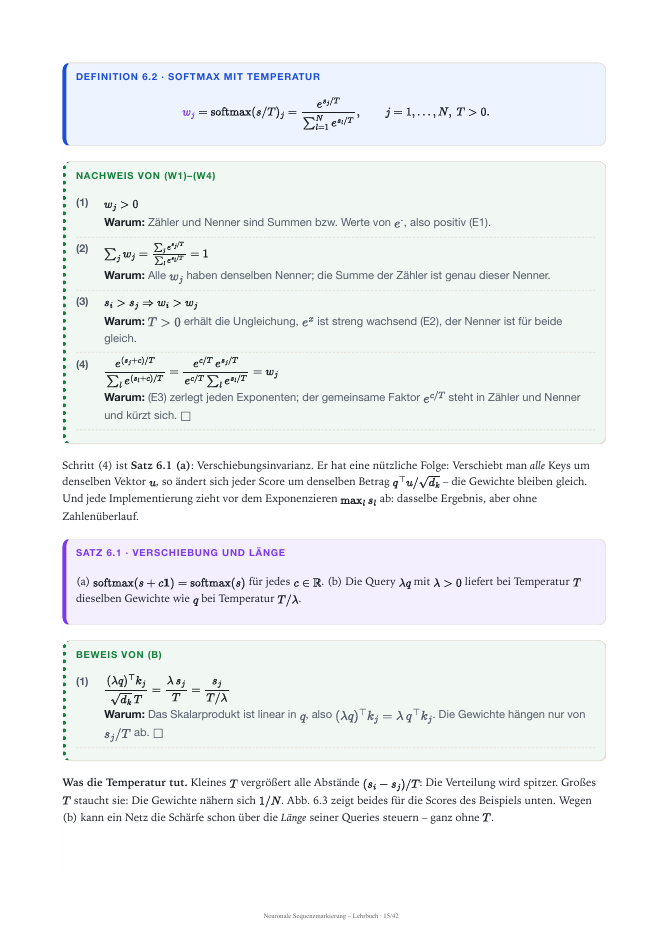 DEFINITION 6.2 · SOFTMAX MIT TEMPERATUR
w_j = softmax(s/T)_j = e^{s_j/T} / ∑_{l=1}^N e^{s_l/T}, j = 1, …, N, T > 0.
NACHWEIS VON (W1)–(W4)
(1) w_j > 0
Warum: Zähler und Nenner sind Summen bzw. Werte von e^·, also positiv (E1).
(2) ∑_j w_j = ∑_j e^{s_j/T} / ∑_l e^{s_l/T} = 1
Warum: Alle w_j haben denselben Nenner; die Summe der Zähler ist genau dieser Nenner.
(3) s_i > s_j ⇒ w_i > w_j
Warum: T > 0 erhält die Ungleichung, e^x ist streng wachsend (E2), der Nenner ist für beide
gleich.
(4) e^{(s_j+c)/T} / ∑_l e^{(s_l+c)/T} = e^{c/T} e^{s_j/T} / e^{c/T} ∑_l e^{s_l/T} = w_j
Warum: (E3) zerlegt jeden Exponenten; der gemeinsame Faktor e^{c/T} steht in Zähler und Nenner
und kürzt sich. □
Schritt (4) ist Satz 6.1 (a): Verschiebungsinvarianz. Er hat eine nützliche Folge: Verschiebt man alle Keys um
denselben Vektor u, so ändert sich jeder Score um denselben Betrag q^⊤u/√d_k – die Gewichte bleiben gleich.
Und jede Implementierung zieht vor dem Exponenzieren max_l s_l ab: dasselbe Ergebnis, aber ohne
Zahlenüberlauf.
SATZ 6.1 · VERSCHIEBUNG UND LÄNGE
(a) softmax(s + c1) = softmax(s) für jedes c ∈ ℝ. (b) Die Query λq mit λ > 0 liefert bei Temperatur T
dieselben Gewichte wie q bei Temperatur T/λ.
BEWEIS VON (B)
(1) (λq)^⊤k_j / √d_k T = λ s_j / T = s_j / T/λ
Warum: Das Skalarprodukt ist linear in q, also (λq)^⊤k_j = λ q^⊤k_j. Die Gewichte hängen nur von
s_j/T ab. □
Was die Temperatur tut. Kleines T vergrößert alle Abstände (s_i − s_j)/T: Die Verteilung wird spitzer. Großes
T staucht sie: Die Gewichte nähern sich 1/N. Abb. 6.3 zeigt beides für die Scores des Beispiels unten. Wegen
(b) kann ein Netz die Schärfe schon über die Länge seiner Queries steuern – ganz ohne T.
Neuronale Sequenzmarkierung – Lehrbuch · 15/42